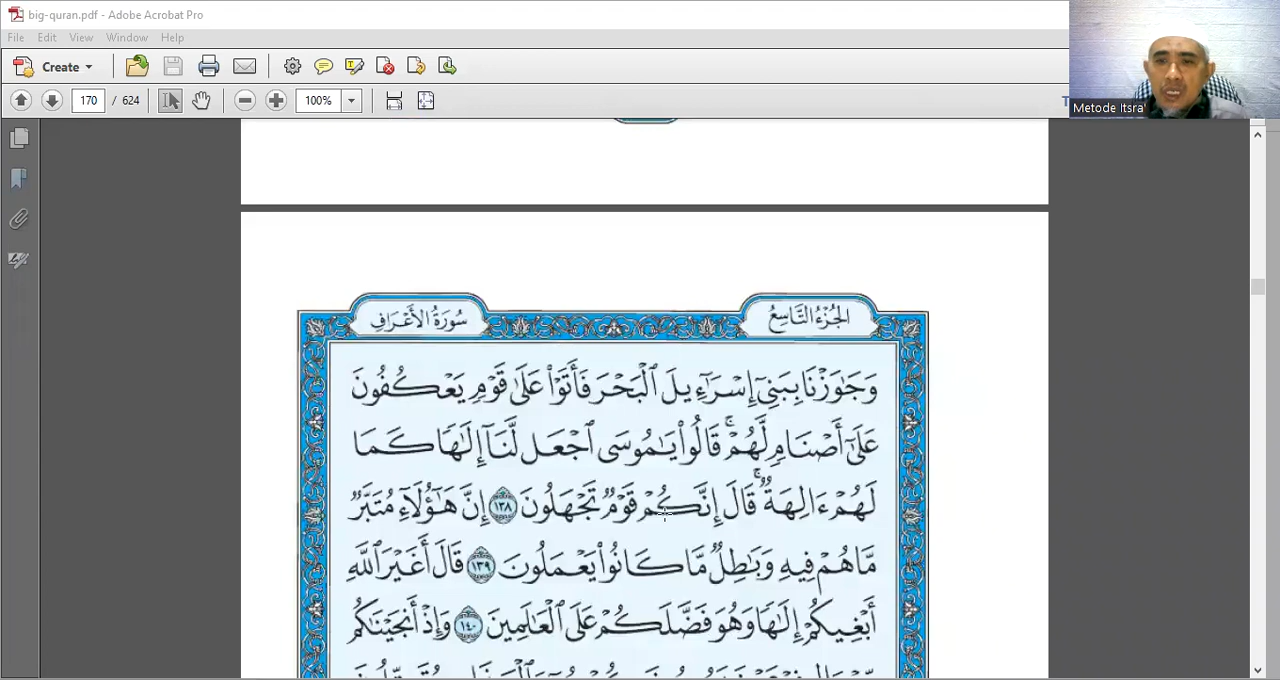 big-quran.pdf - Adobe Acrobat Pro
File Edit View Window Help
Create
170 / 624 100%
Metode Itsra'
سُورَةُ الأَعْرَافِ
الجُزْءُ التَّاسِعُ
وَجَٰوَزْنَا بِبَنِىٓ إِسْرَٰٓءِيلَ ٱلْبَحْرَ فَأَتَوْا۟ عَلَىٰ قَوْمٍ يَعْكُفُونَ
عَلَىٰٓ أَصْنَامٍ لَّهُمْ ۚ قَالُوا۟ يَٰمُوسَى ٱجْعَل لَّنَآ إِلَٰهًا كَمَا
لَهُمْ ءَالِهَةٌ ۚ قَالَ إِنَّكُمْ قَوْمٌ تَجْهَلُونَ ١٣٨ إِنَّ هَٰٓؤُلَآءِ مُتَبَّرٌ
مَّا هُمْ فِيهِ وَبَٰطِلٌ مَّا كَانُوا۟ يَعْمَلُونَ ١٣٩ قَالَ أَغَيْرَ ٱللَّهِ
أَبْغِيكُمْ إِلَٰهًا وَهُوَ فَضَّلَكُمْ عَلَى ٱلْعَٰلَمِينَ ١٤٠ وَإِذْ أَنجَيْنَٰكُم